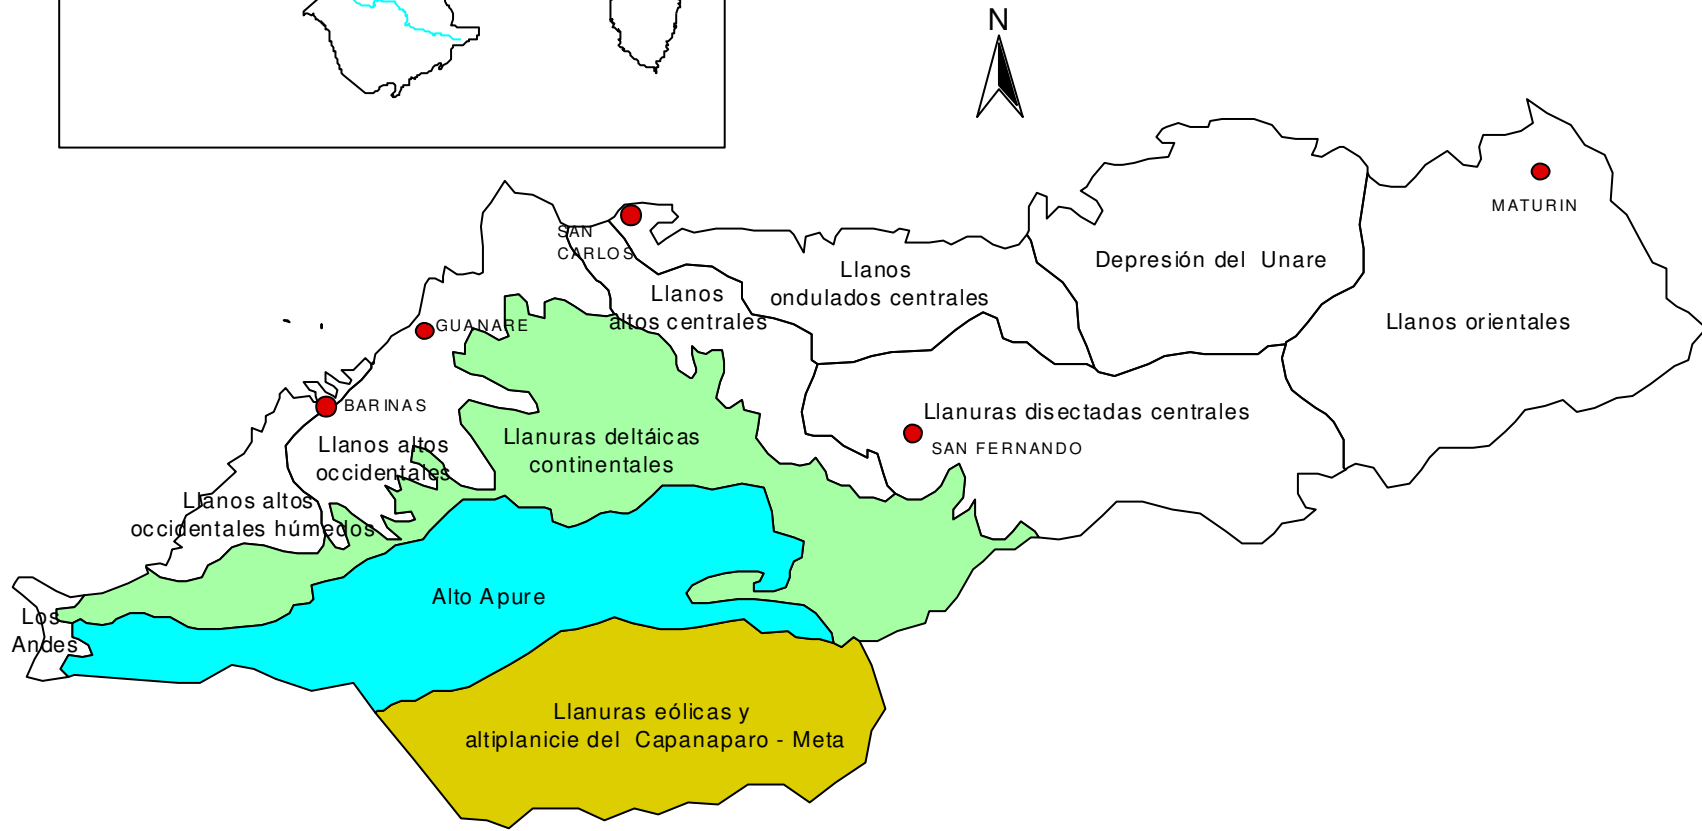 N
MATURIN
SAN
CARLOS
Depresión del Unare
Llanos
ondulados centrales
Llanos
altos centrales
Llanos orientales
GUANARE
BARINAS
Llanuras disectadas centrales
SAN FERNANDO
Llanuras deltáicas
continentales
Llanos altos
occidentales
Llanos altos
occidentales húmedos
Alto Apure
Los
Andes
Llanuras eólicas y
altiplanicie del Capanaparo - Meta